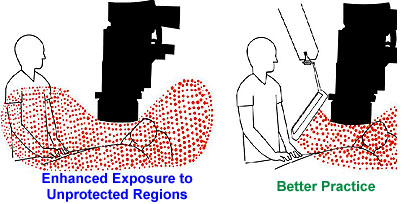 Enhanced Exposure to
Unprotected Regions
Better Practice